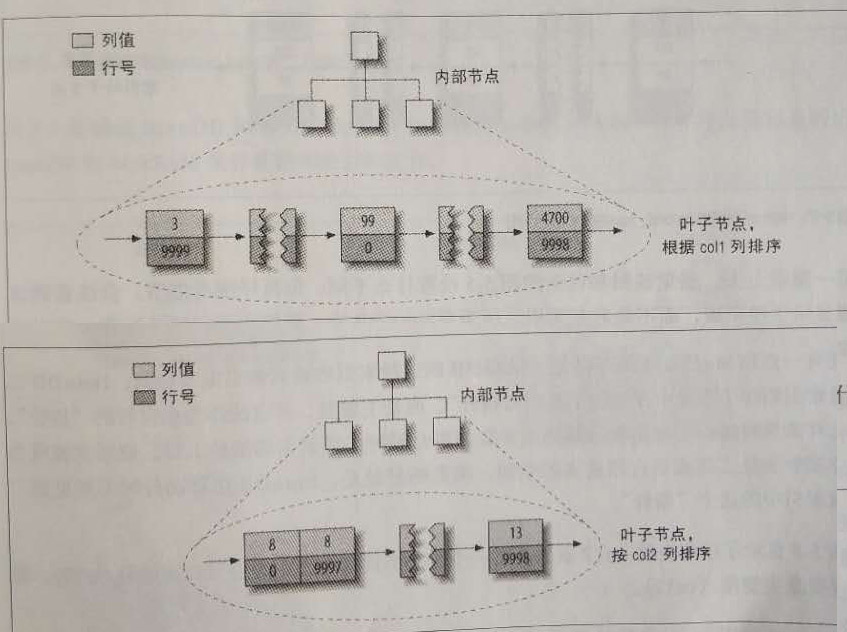 列值
行号
内部节点
3
9999
99
0
4700
9998
叶子节点,
根据 col1 列排序
列值
行号
内部节点
8 8
0 9997
13
9998
叶子节点,
按 col2 列排序